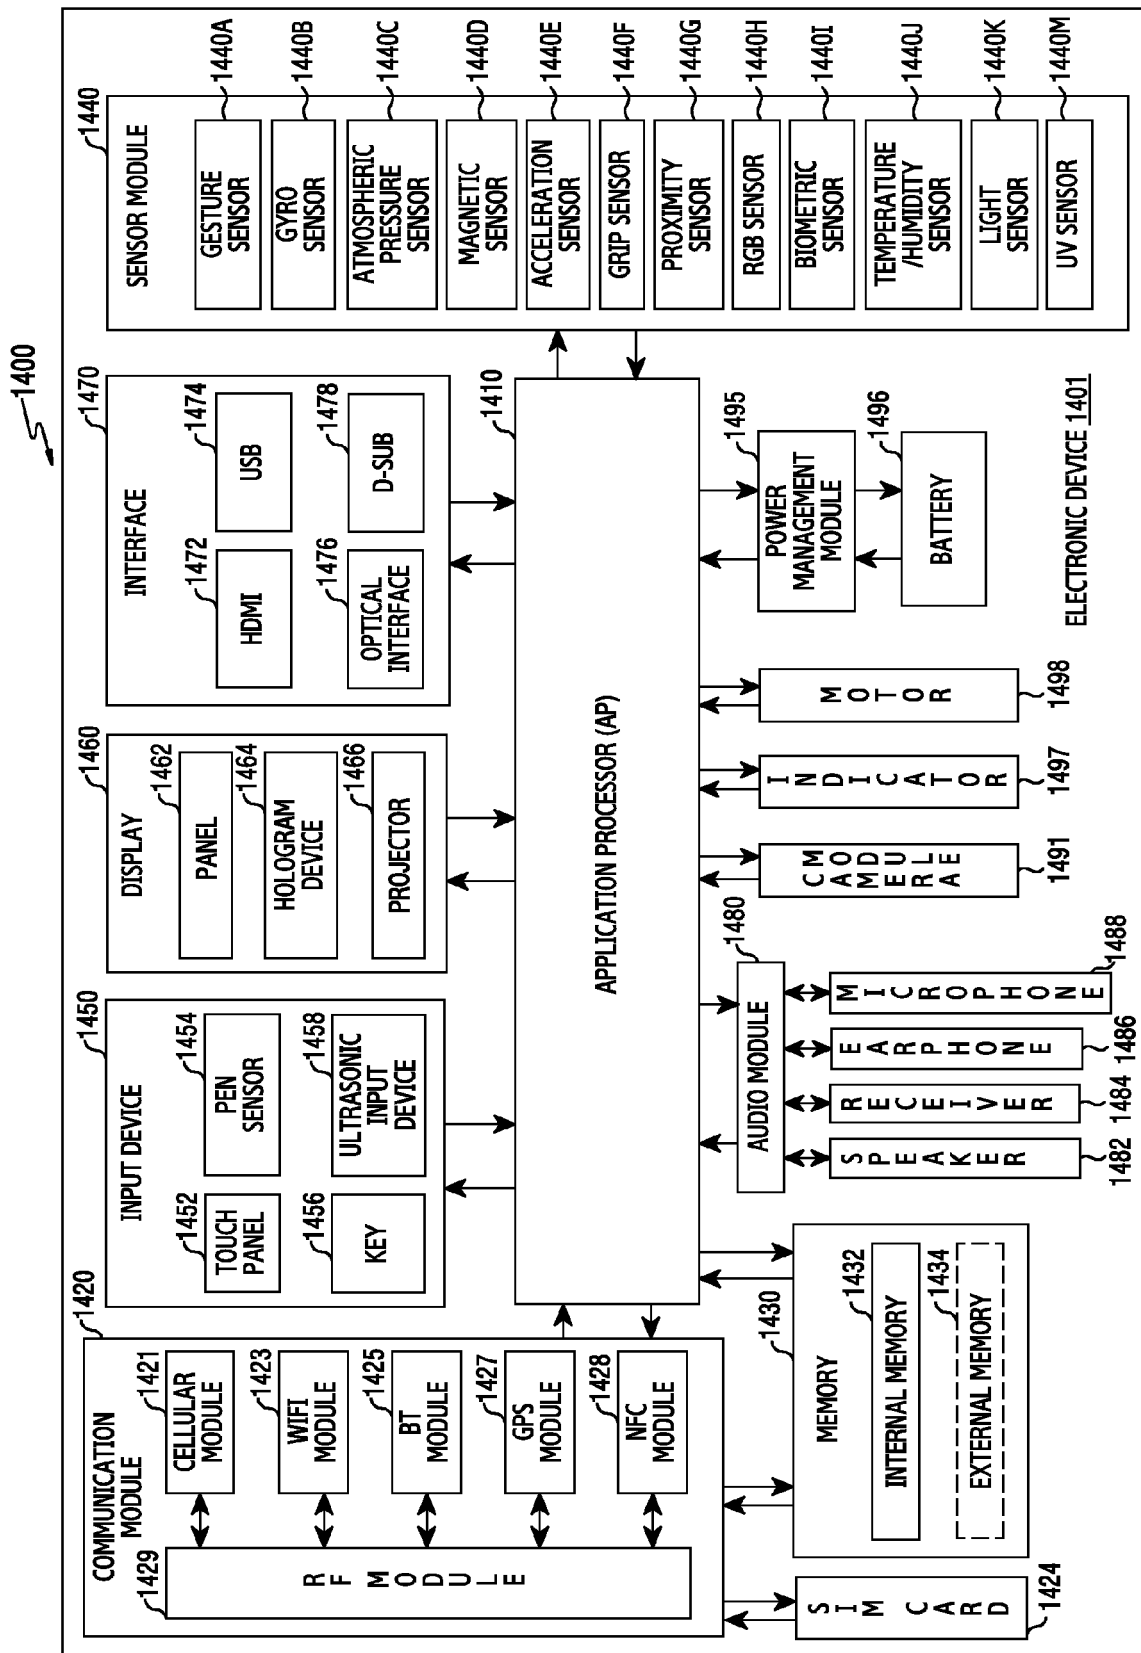 1400
COMMUNICATION
MODULE
1420
1429
RF MODULE
1421
CELLULAR
MODULE
1423
WIFI
MODULE
1425
BT
MODULE
1427
GPS
MODULE
1428
NFC
MODULE
INPUT DEVICE
1450
1452
TOUCH
PANEL
1454
PEN
SENSOR
1456
KEY
1458
ULTRASONIC
INPUT
DEVICE
DISPLAY
1460
1462
PANEL
1464
HOLOGRAM
DEVICE
1466
PROJECTOR
INTERFACE
1470
1472
HDMI
1474
USB
1476
OPTICAL
INTERFACE
1478
D-SUB
SENSOR MODULE
1440
GESTURE
SENSOR
1440A
GYRO
SENSOR
1440B
ATMOSPHERIC
PRESSURE
SENSOR
1440C
MAGNETIC
SENSOR
1440D
ACCELERATION
SENSOR
1440E
GRIP SENSOR
1440F
PROXIMITY
SENSOR
1440G
RGB SENSOR
1440H
BIOMETRIC
SENSOR
1440I
TEMPERATURE
/HUMIDITY
SENSOR
1440J
LIGHT
SENSOR
1440K
UV SENSOR
1440M
1410
APPLICATION PROCESSOR (AP)
SIM CARD
1424
1430
MEMORY
1432
INTERNAL MEMORY
1434
EXTERNAL MEMORY
1480
AUDIO MODULE
SPEAKER
1482
RECEIVER
1484
EARPHONE
1486
MICROPHONE
1488
CAMERA
MODULE
1491
INDICATOR
1497
MOTOR
1498
1495
POWER
MANAGEMENT
MODULE
1496
BATTERY
ELECTRONIC DEVICE 1401